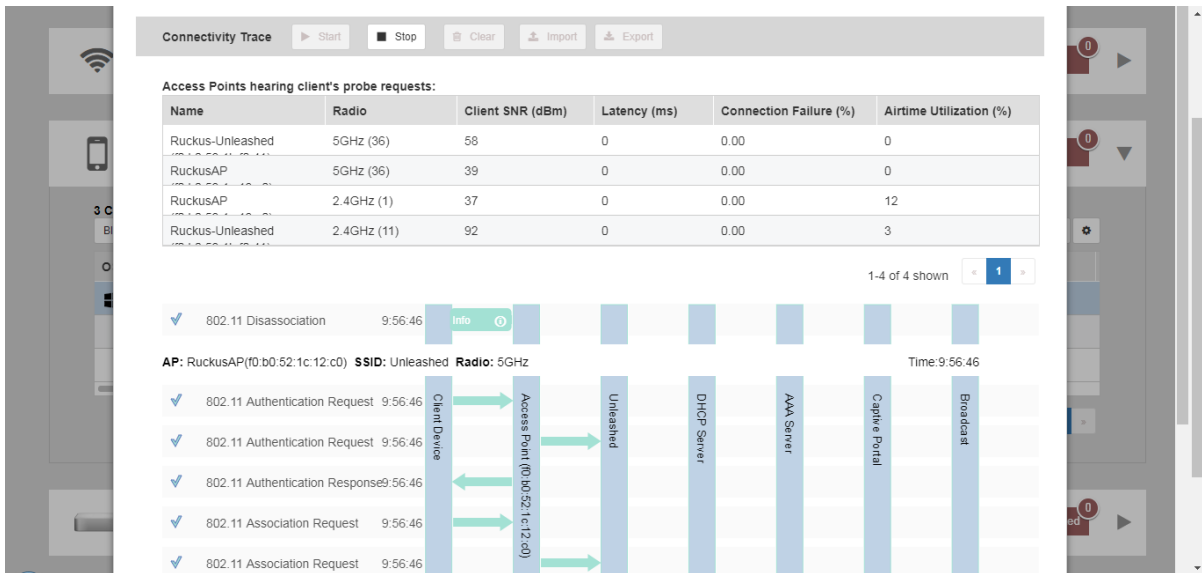 Connectivity Trace Start Stop Clear Import Export
Access Points hearing client's probe requests:
Name Radio Client SNR (dBm) Latency (ms) Connection Failure (%) Airtime Utilization (%)
Ruckus-Unleashed 5GHz (36) 58 0 0.00 0
RuckusAP 5GHz (36) 39 0 0.00 0
RuckusAP 2.4GHz (1) 37 0 0.00 12
Ruckus-Unleashed 2.4GHz (11) 92 0 0.00 3
1-4 of 4 shown « 1 »
802.11 Disassociation 9:56:46 Info
AP: RuckusAP(f0:b0:52:1c:12:c0) SSID: Unleashed Radio: 5GHz Time:9:56:46
Client Device
Access Point (f0:b0:52:1c:12:c0)
Unleashed
DHCP Server
AAA Server
Captive Portal
Broadcast
802.11 Authentication Request 9:56:46
802.11 Authentication Request 9:56:46
802.11 Authentication Response9:56:46
802.11 Association Request 9:56:46
802.11 Association Request 9:56:46
0
0
3 C
Bl
O
»
0
ed